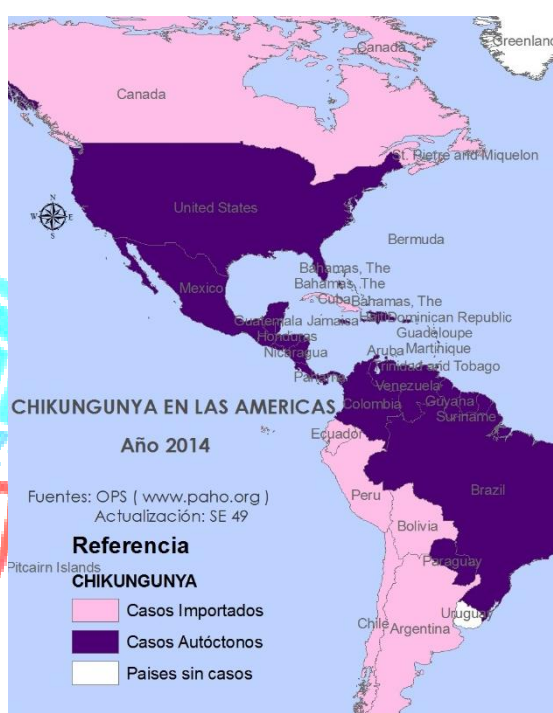 Greenland
Canada
Canada
St. Pietre and Miquelon
N
W E
S
United States
Bermuda
Bahamas, The
Bahamas, The
Mexico
Cuba
Bahamas, The
Guatemala Jamaisa Haiti Dominican Republic
Honduras
Guadeloupe
Nicaragua
Aruba Martinique
Panama
Trinidad and Tobago
Venezuela
CHIKUNGUNYA EN LAS AMERICAS
Colombia
Guyana
Suriname
Año 2014
Ecuador
Fuentes: OPS ( www.paho.org )
Peru
Brazil
Actualización: SE 49
Bolivia
Referencia
Pitcairn Islands
Paraguay
CHIKUNGUNYA
Casos Importados
Uruguay
Chile
Argentina
Casos Autóctonos
Paises sin casos